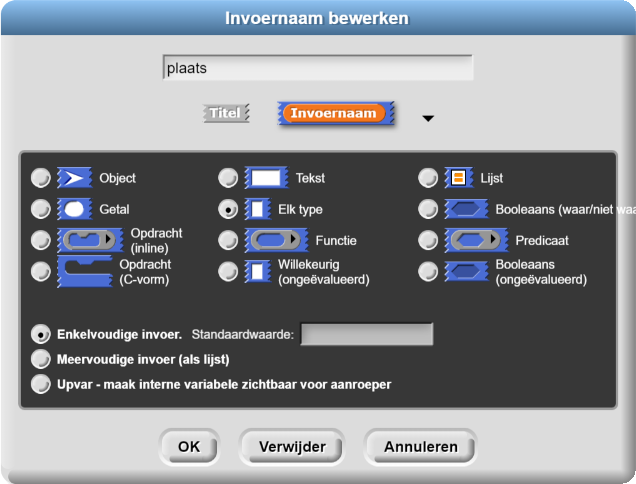 Invoernaam bewerken
plaats
Titel Invoernaam
Object Tekst Lijst
Getal Elk type Booleaans (waar/niet waa
Opdracht (inline) Functie Predicaat
Opdracht (C-vorm) Willekeurig (ongeëvalueerd) Booleaans (ongeëvalueerd)
Enkelvoudige invoer. Standaardwaarde:
Meervoudige invoer (als lijst)
Upvar - maak interne variabele zichtbaar voor aanroeper
OK Verwijder Annuleren